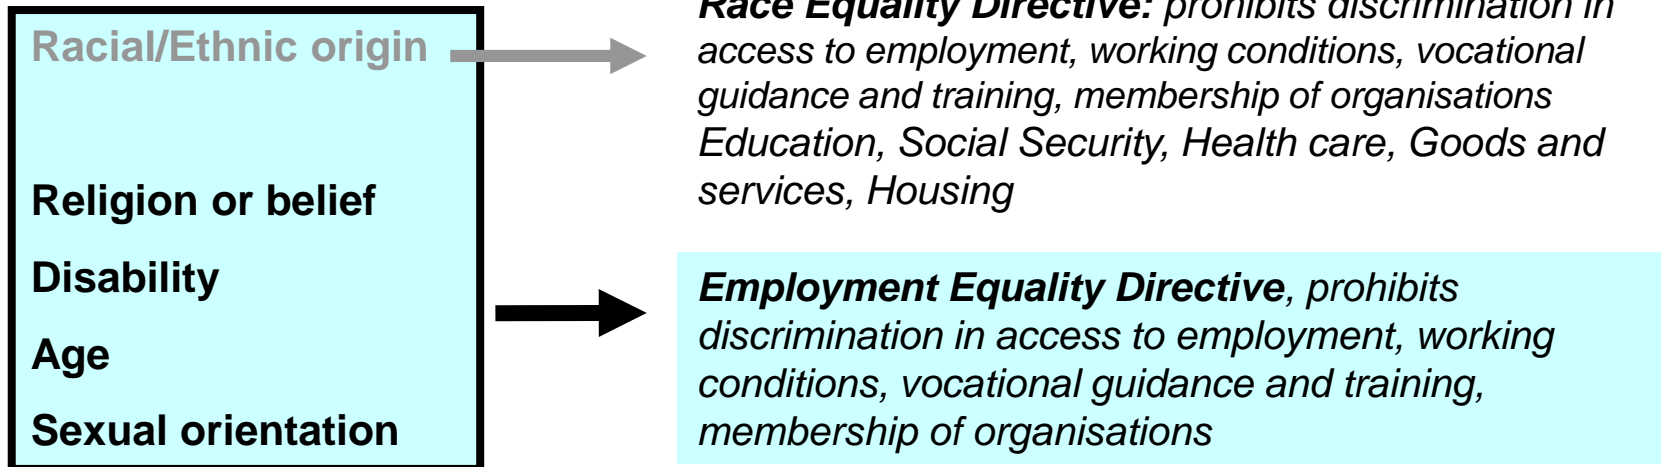 Racial/Ethnic origin
Religion or belief
Disability
Age
Sexual orientation
Race Equality Directive: prohibits discrimination in
access to employment, working conditions, vocational
guidance and training, membership of organisations
Education, Social Security, Health care, Goods and
services, Housing
Employment Equality Directive, prohibits
discrimination in access to employment, working
conditions, vocational guidance and training,
membership of organisations